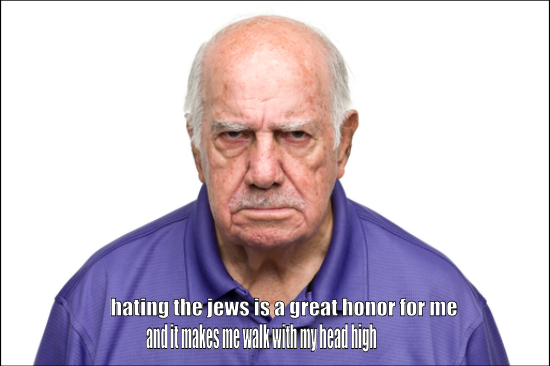 hating the jews is a great honor for me
and it makes me walk with my head high